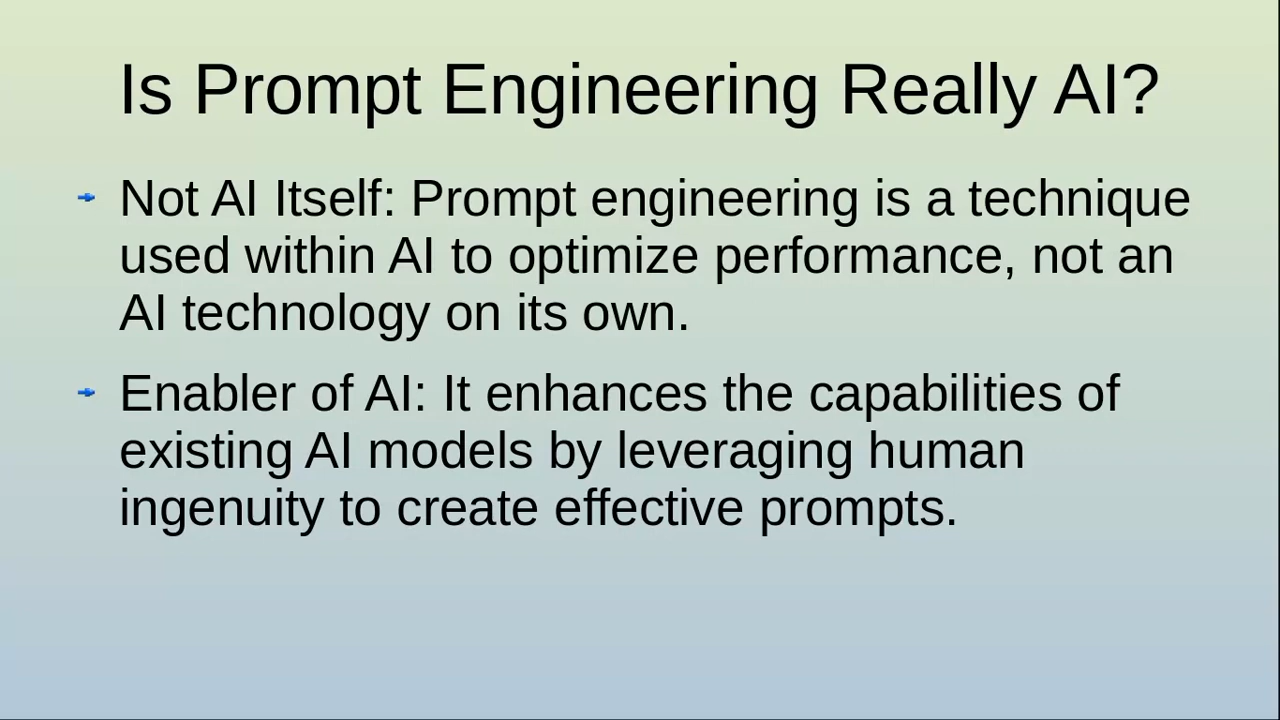 Is Prompt Engineering Really AI?
Not AI Itself: Prompt engineering is a technique
used within AI to optimize performance, not an
AI technology on its own.
Enabler of AI: It enhances the capabilities of
existing AI models by leveraging human
ingenuity to create effective prompts.